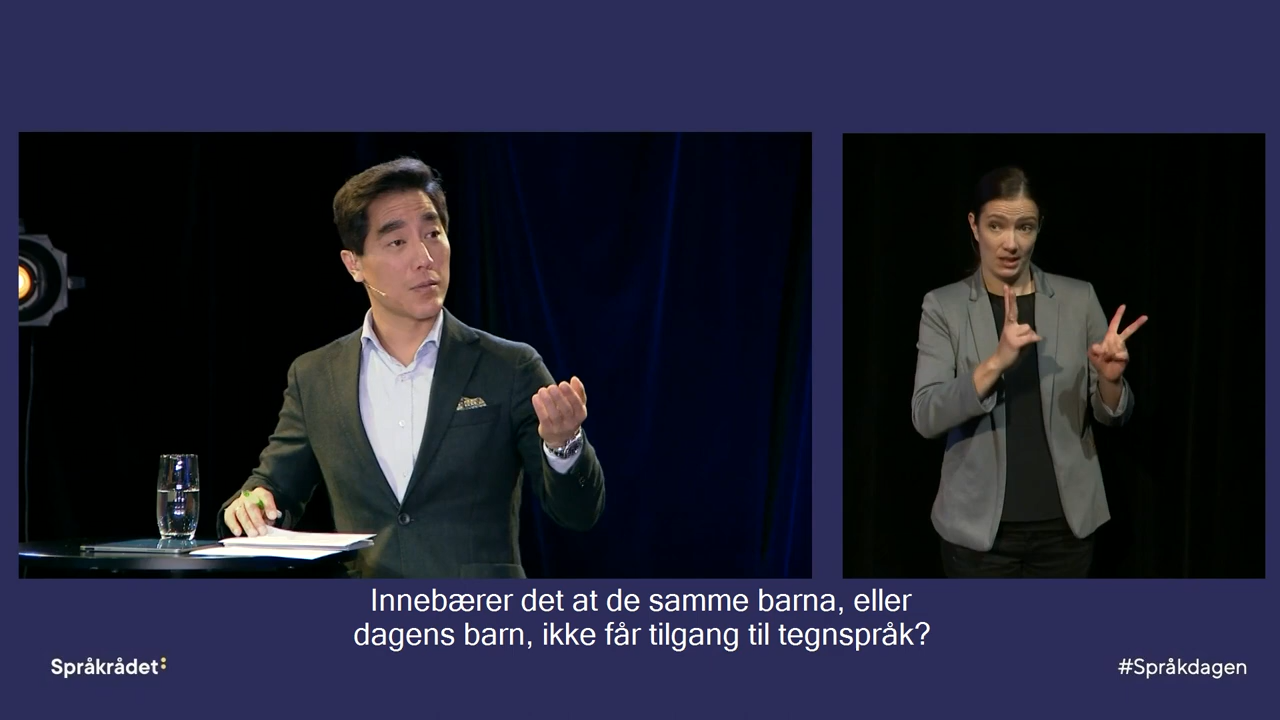 Innebærer det at de samme barna, eller
dagens barn, ikke får tilgang til tegnspråk?
Språkrådet:
#Språkdagen